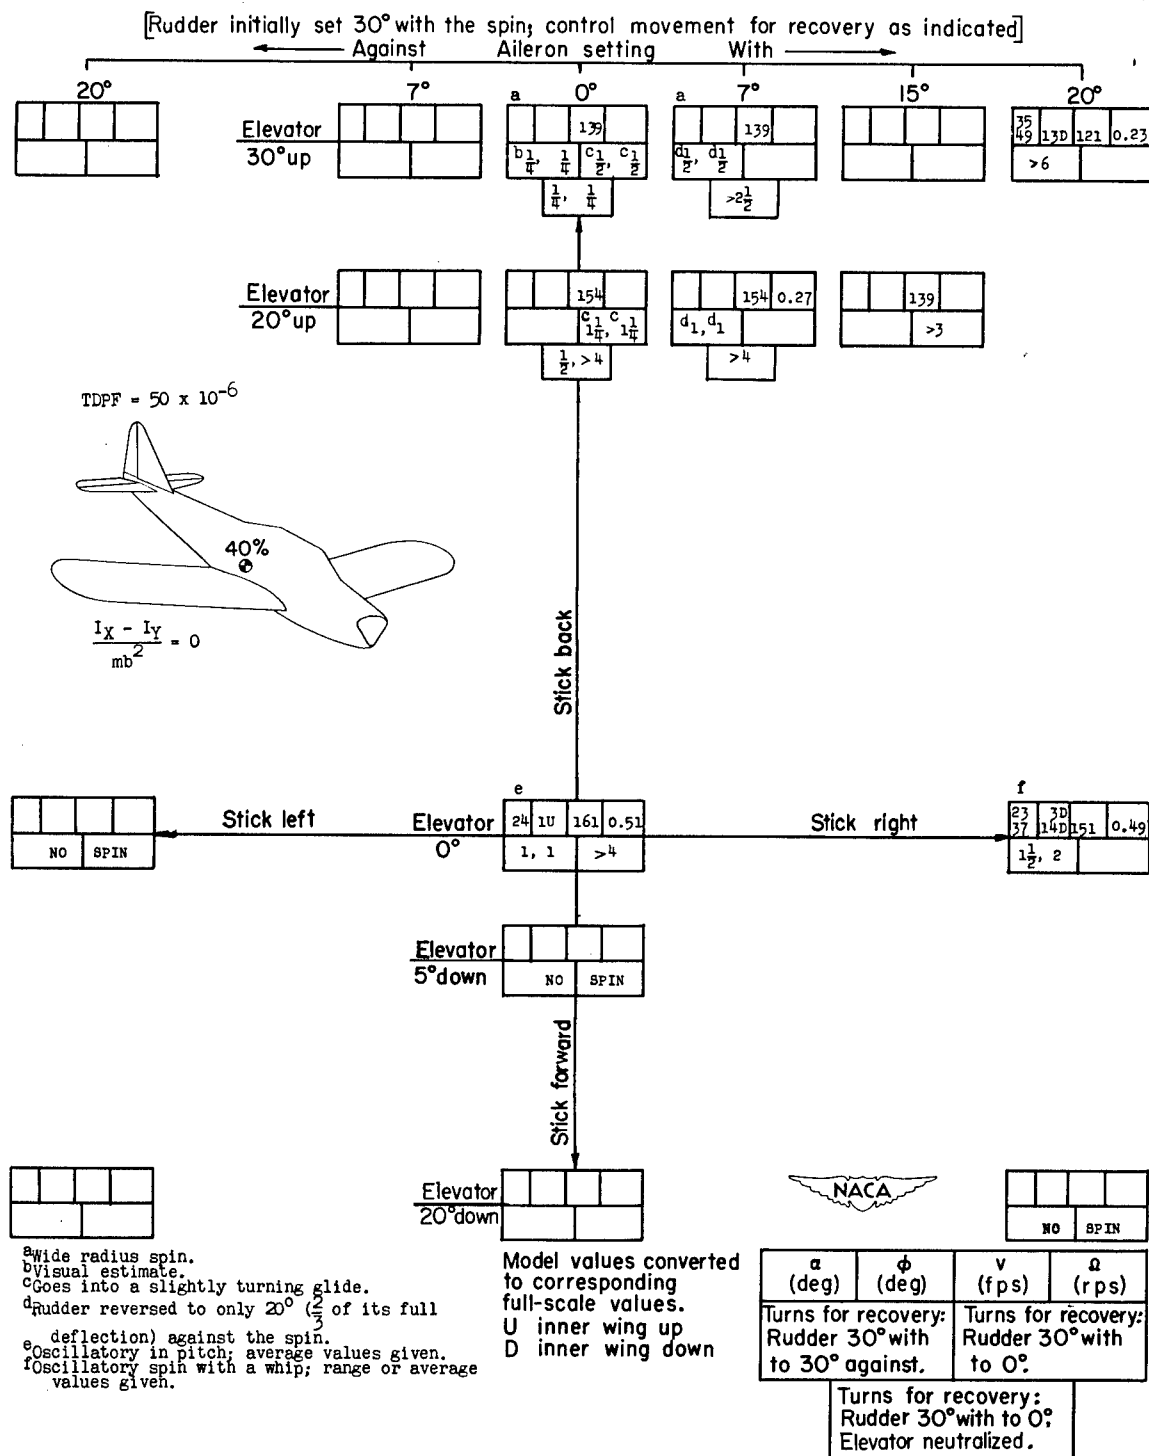 [Rudder initially set 30° with the spin; control movement for recovery as indicated]
Against Aileron setting With
20° 7° 0° 7° 15° 20°
a a
Elevator
30° up
139
b1/4, 1/4 c1/2, c1/2
1/4, 1/4
139
d1/2, d1/2
>2 1/2
35
49 13D 121 0.23
>6
Elevator
20° up
154
c1 1/4, c1 1/4
1/2, >4
154 0.27
d1, d1
>4
139
>3
TDPF = 50 x 10⁻⁶
40%
I_X - I_Y
mb² = 0
Stick back
Stick left
NO SPIN
Elevator
0°
e
24 1U 161 0.51
1, 1 >4
Stick right
f
23 3D
37 14D 151 0.49
1 1/2, 2
Elevator
5° down
NO SPIN
Stick forward
Elevator
20° down
NACA
NO SPIN
aWide radius spin.
bVisual estimate.
cGoes into a slightly turning glide.
dRudder reversed to only 20° (2/3 of its full
deflection) against the spin.
eOscillatory in pitch; average values given.
fOscillatory spin with a whip; range or average
values given.
Model values converted
to corresponding
full-scale values.
U inner wing up
D inner wing down
α ϕ V Ω
(deg) (deg) (fps) (rps)
Turns for recovery:
Rudder 30° with
to 30° against.
Turns for recovery:
Rudder 30° with
to 0°.
Turns for recovery:
Rudder 30° with to 0°.
Elevator neutralized.